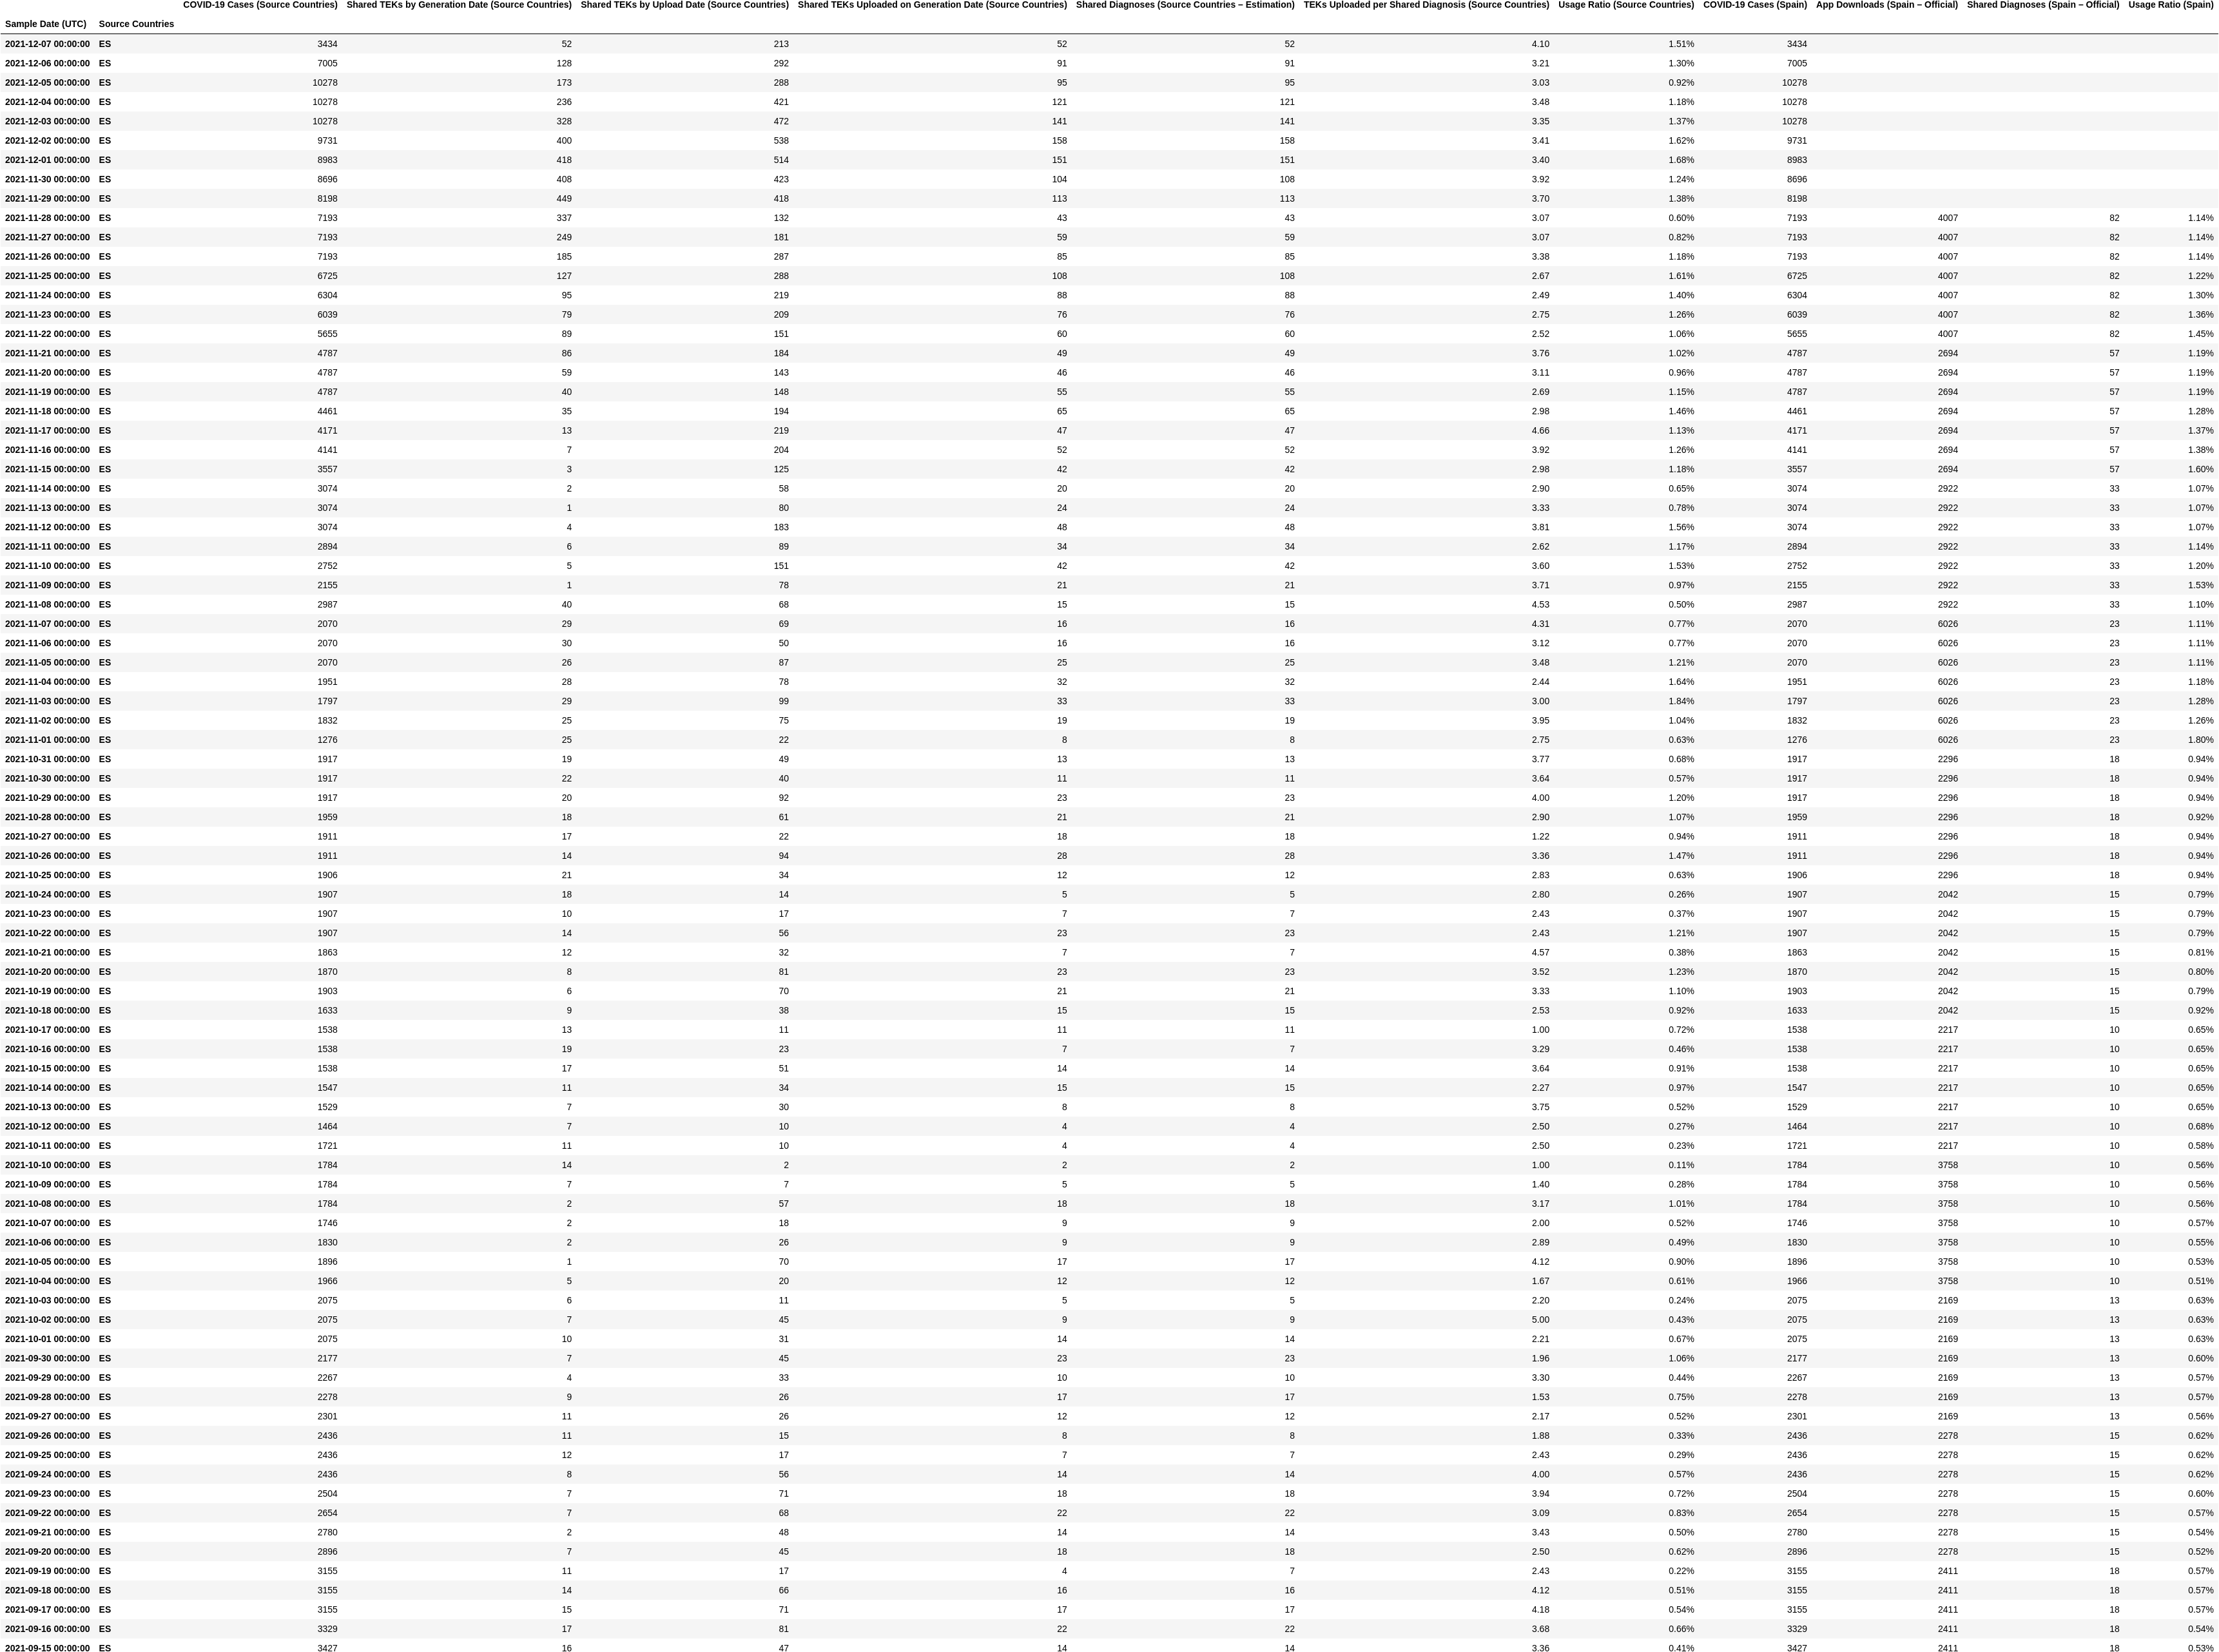 COVID-19 Cases (Source Countries) Shared TEKs by Generation Date (Source Countries) Shared TEKs by Upload Date (Source Countries) Shared TEKs Uploaded on Generation Date (Source Countries) Shared Diagnoses (Source Countries – Estimation) TEKs Uploaded per Shared Diagnosis (Source Countries) Usage Ratio (Source Countries) COVID-19 Cases (Spain) App Downloads (Spain – Official) Shared Diagnoses (Spain – Official) Usage Ratio (Spain)
Sample Date (UTC) Source Countries
2021-12-07 00:00:00 ES 3434 52 213 52 52 4.10 1.51% 3434
2021-12-06 00:00:00 ES 7005 128 292 91 91 3.21 1.30% 7005
2021-12-05 00:00:00 ES 10278 173 288 95 95 3.03 0.92% 10278
2021-12-04 00:00:00 ES 10278 236 421 121 121 3.48 1.18% 10278
2021-12-03 00:00:00 ES 10278 328 472 141 141 3.35 1.37% 10278
2021-12-02 00:00:00 ES 9731 400 538 158 158 3.41 1.62% 9731
2021-12-01 00:00:00 ES 8983 418 514 151 151 3.40 1.68% 8983
2021-11-30 00:00:00 ES 8696 408 423 104 108 3.92 1.24% 8696
2021-11-29 00:00:00 ES 8198 449 418 113 113 3.70 1.38% 8198
2021-11-28 00:00:00 ES 7193 337 132 43 43 3.07 0.60% 7193 4007 82 1.14%
2021-11-27 00:00:00 ES 7193 249 181 59 59 3.07 0.82% 7193 4007 82 1.14%
2021-11-26 00:00:00 ES 7193 185 287 85 85 3.38 1.18% 7193 4007 82 1.14%
2021-11-25 00:00:00 ES 6725 127 288 108 108 2.67 1.61% 6725 4007 82 1.22%
2021-11-24 00:00:00 ES 6304 95 219 88 88 2.49 1.40% 6304 4007 82 1.30%
2021-11-23 00:00:00 ES 6039 79 209 76 76 2.75 1.26% 6039 4007 82 1.36%
2021-11-22 00:00:00 ES 5655 89 151 60 60 2.52 1.06% 5655 4007 82 1.45%
2021-11-21 00:00:00 ES 4787 86 184 49 49 3.76 1.02% 4787 2694 57 1.19%
2021-11-20 00:00:00 ES 4787 59 143 46 46 3.11 0.96% 4787 2694 57 1.19%
2021-11-19 00:00:00 ES 4787 40 148 55 55 2.69 1.15% 4787 2694 57 1.19%
2021-11-18 00:00:00 ES 4461 35 194 65 65 2.98 1.46% 4461 2694 57 1.28%
2021-11-17 00:00:00 ES 4171 13 219 47 47 4.66 1.13% 4171 2694 57 1.37%
2021-11-16 00:00:00 ES 4141 7 204 52 52 3.92 1.26% 4141 2694 57 1.38%
2021-11-15 00:00:00 ES 3557 3 125 42 42 2.98 1.18% 3557 2694 57 1.60%
2021-11-14 00:00:00 ES 3074 2 58 20 20 2.90 0.65% 3074 2922 33 1.07%
2021-11-13 00:00:00 ES 3074 1 80 24 24 3.33 0.78% 3074 2922 33 1.07%
2021-11-12 00:00:00 ES 3074 4 183 48 48 3.81 1.56% 3074 2922 33 1.07%
2021-11-11 00:00:00 ES 2894 6 89 34 34 2.62 1.17% 2894 2922 33 1.14%
2021-11-10 00:00:00 ES 2752 5 151 42 42 3.60 1.53% 2752 2922 33 1.20%
2021-11-09 00:00:00 ES 2155 1 78 21 21 3.71 0.97% 2155 2922 33 1.53%
2021-11-08 00:00:00 ES 2987 40 68 15 15 4.53 0.50% 2987 2922 33 1.10%
2021-11-07 00:00:00 ES 2070 29 69 16 16 4.31 0.77% 2070 6026 23 1.11%
2021-11-06 00:00:00 ES 2070 30 50 16 16 3.12 0.77% 2070 6026 23 1.11%
2021-11-05 00:00:00 ES 2070 26 87 25 25 3.48 1.21% 2070 6026 23 1.11%
2021-11-04 00:00:00 ES 1951 28 78 32 32 2.44 1.64% 1951 6026 23 1.18%
2021-11-03 00:00:00 ES 1797 29 99 33 33 3.00 1.84% 1797 6026 23 1.28%
2021-11-02 00:00:00 ES 1832 25 75 19 19 3.95 1.04% 1832 6026 23 1.26%
2021-11-01 00:00:00 ES 1276 25 22 8 8 2.75 0.63% 1276 6026 23 1.80%
2021-10-31 00:00:00 ES 1917 19 49 13 13 3.77 0.68% 1917 2296 18 0.94%
2021-10-30 00:00:00 ES 1917 22 40 11 11 3.64 0.57% 1917 2296 18 0.94%
2021-10-29 00:00:00 ES 1917 20 92 23 23 4.00 1.20% 1917 2296 18 0.94%
2021-10-28 00:00:00 ES 1959 18 61 21 21 2.90 1.07% 1959 2296 18 0.92%
2021-10-27 00:00:00 ES 1911 17 22 18 18 1.22 0.94% 1911 2296 18 0.94%
2021-10-26 00:00:00 ES 1911 14 94 28 28 3.36 1.47% 1911 2296 18 0.94%
2021-10-25 00:00:00 ES 1906 21 34 12 12 2.83 0.63% 1906 2296 18 0.94%
2021-10-24 00:00:00 ES 1907 18 14 5 5 2.80 0.26% 1907 2042 15 0.79%
2021-10-23 00:00:00 ES 1907 10 17 7 7 2.43 0.37% 1907 2042 15 0.79%
2021-10-22 00:00:00 ES 1907 14 56 23 23 2.43 1.21% 1907 2042 15 0.79%
2021-10-21 00:00:00 ES 1863 12 32 7 7 4.57 0.38% 1863 2042 15 0.81%
2021-10-20 00:00:00 ES 1870 8 81 23 23 3.52 1.23% 1870 2042 15 0.80%
2021-10-19 00:00:00 ES 1903 6 70 21 21 3.33 1.10% 1903 2042 15 0.79%
2021-10-18 00:00:00 ES 1633 9 38 15 15 2.53 0.92% 1633 2042 15 0.92%
2021-10-17 00:00:00 ES 1538 13 11 11 11 1.00 0.72% 1538 2217 10 0.65%
2021-10-16 00:00:00 ES 1538 19 23 7 7 3.29 0.46% 1538 2217 10 0.65%
2021-10-15 00:00:00 ES 1538 17 51 14 14 3.64 0.91% 1538 2217 10 0.65%
2021-10-14 00:00:00 ES 1547 11 34 15 15 2.27 0.97% 1547 2217 10 0.65%
2021-10-13 00:00:00 ES 1529 7 30 8 8 3.75 0.52% 1529 2217 10 0.65%
2021-10-12 00:00:00 ES 1464 7 10 4 4 2.50 0.27% 1464 2217 10 0.68%
2021-10-11 00:00:00 ES 1721 11 10 4 4 2.50 0.23% 1721 2217 10 0.58%
2021-10-10 00:00:00 ES 1784 14 2 2 2 1.00 0.11% 1784 3758 10 0.56%
2021-10-09 00:00:00 ES 1784 7 7 5 5 1.40 0.28% 1784 3758 10 0.56%
2021-10-08 00:00:00 ES 1784 2 57 18 18 3.17 1.01% 1784 3758 10 0.56%
2021-10-07 00:00:00 ES 1746 2 18 9 9 2.00 0.52% 1746 3758 10 0.57%
2021-10-06 00:00:00 ES 1830 2 26 9 9 2.89 0.49% 1830 3758 10 0.55%
2021-10-05 00:00:00 ES 1896 1 70 17 17 4.12 0.90% 1896 3758 10 0.53%
2021-10-04 00:00:00 ES 1966 5 20 12 12 1.67 0.61% 1966 3758 10 0.51%
2021-10-03 00:00:00 ES 2075 6 11 5 5 2.20 0.24% 2075 2169 13 0.63%
2021-10-02 00:00:00 ES 2075 7 45 9 9 5.00 0.43% 2075 2169 13 0.63%
2021-10-01 00:00:00 ES 2075 10 31 14 14 2.21 0.67% 2075 2169 13 0.63%
2021-09-30 00:00:00 ES 2177 7 45 23 23 1.96 1.06% 2177 2169 13 0.60%
2021-09-29 00:00:00 ES 2267 4 33 10 10 3.30 0.44% 2267 2169 13 0.57%
2021-09-28 00:00:00 ES 2278 9 26 17 17 1.53 0.75% 2278 2169 13 0.57%
2021-09-27 00:00:00 ES 2301 11 26 12 12 2.17 0.52% 2301 2169 13 0.56%
2021-09-26 00:00:00 ES 2436 11 15 8 8 1.88 0.33% 2436 2278 15 0.62%
2021-09-25 00:00:00 ES 2436 12 17 7 7 2.43 0.29% 2436 2278 15 0.62%
2021-09-24 00:00:00 ES 2436 8 56 14 14 4.00 0.57% 2436 2278 15 0.62%
2021-09-23 00:00:00 ES 2504 7 71 18 18 3.94 0.72% 2504 2278 15 0.60%
2021-09-22 00:00:00 ES 2654 7 68 22 22 3.09 0.83% 2654 2278 15 0.57%
2021-09-21 00:00:00 ES 2780 2 48 14 14 3.43 0.50% 2780 2278 15 0.54%
2021-09-20 00:00:00 ES 2896 7 45 18 18 2.50 0.62% 2896 2278 15 0.52%
2021-09-19 00:00:00 ES 3155 11 17 4 7 2.43 0.22% 3155 2411 18 0.57%
2021-09-18 00:00:00 ES 3155 14 66 16 16 4.12 0.51% 3155 2411 18 0.57%
2021-09-17 00:00:00 ES 3155 15 71 17 17 4.18 0.54% 3155 2411 18 0.57%
2021-09-16 00:00:00 ES 3329 17 81 22 22 3.68 0.66% 3329 2411 18 0.54%
2021-09-15 00:00:00 ES 3427 16 47 14 14 3.36 0.41% 3427 2411 18 0.53%